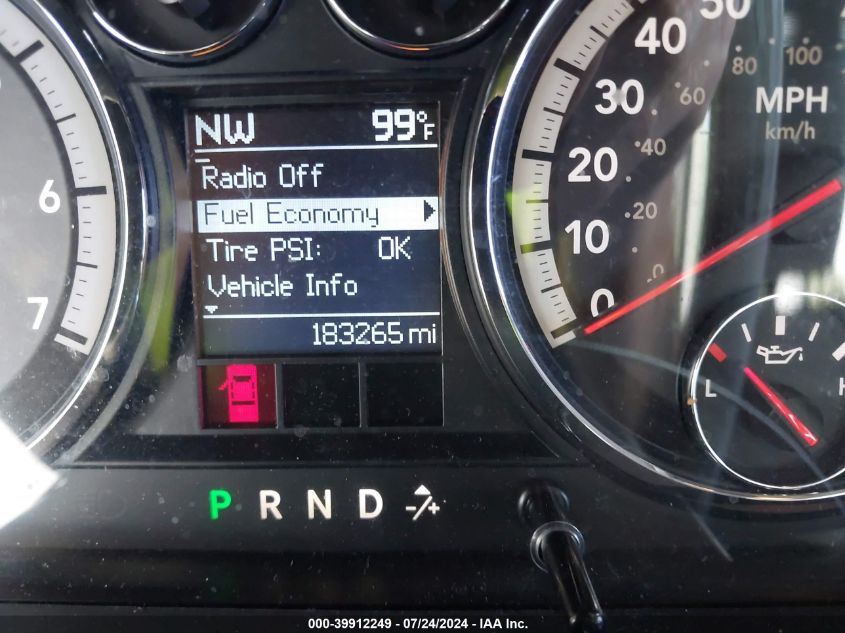 NW 99°F
Radio Off
Fuel Economy
Tire PSI: OK
Vehicle Info
183265 mi
P R N D -/+
6
7
50
40
30
20
10
0
100
80
60
40
20
0
MPH
km/h
L H
000-39912249 / 07/24/2024 - IAA Inc.